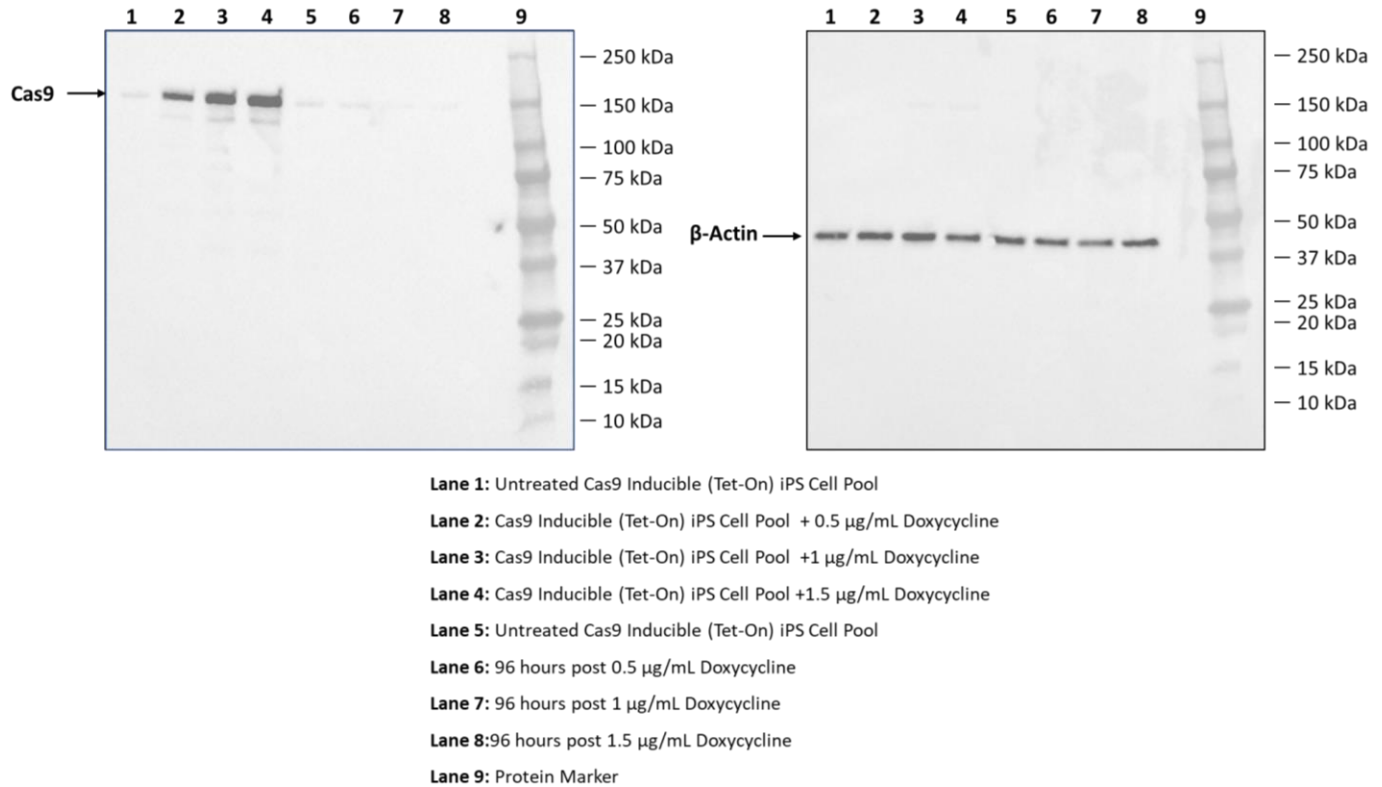 1 2 3 4 5 6 7 8 9
250 kDa
Cas9
150 kDa
100 kDa
75 kDa
50 kDa
37 kDa
25 kDa
20 kDa
15 kDa
10 kDa
1 2 3 4 5 6 7 8 9
250 kDa
150 kDa
100 kDa
75 kDa
50 kDa
β-Actin
37 kDa
25 kDa
20 kDa
15 kDa
10 kDa
Lane 1: Untreated Cas9 Inducible (Tet-On) iPS Cell Pool
Lane 2: Cas9 Inducible (Tet-On) iPS Cell Pool + 0.5 µg/mL Doxycycline
Lane 3: Cas9 Inducible (Tet-On) iPS Cell Pool +1 µg/mL Doxycycline
Lane 4: Cas9 Inducible (Tet-On) iPS Cell Pool +1.5 µg/mL Doxycycline
Lane 5: Untreated Cas9 Inducible (Tet-On) iPS Cell Pool
Lane 6: 96 hours post 0.5 µg/mL Doxycycline
Lane 7: 96 hours post 1 µg/mL Doxycycline
Lane 8:96 hours post 1.5 µg/mL Doxycycline
Lane 9: Protein Marker